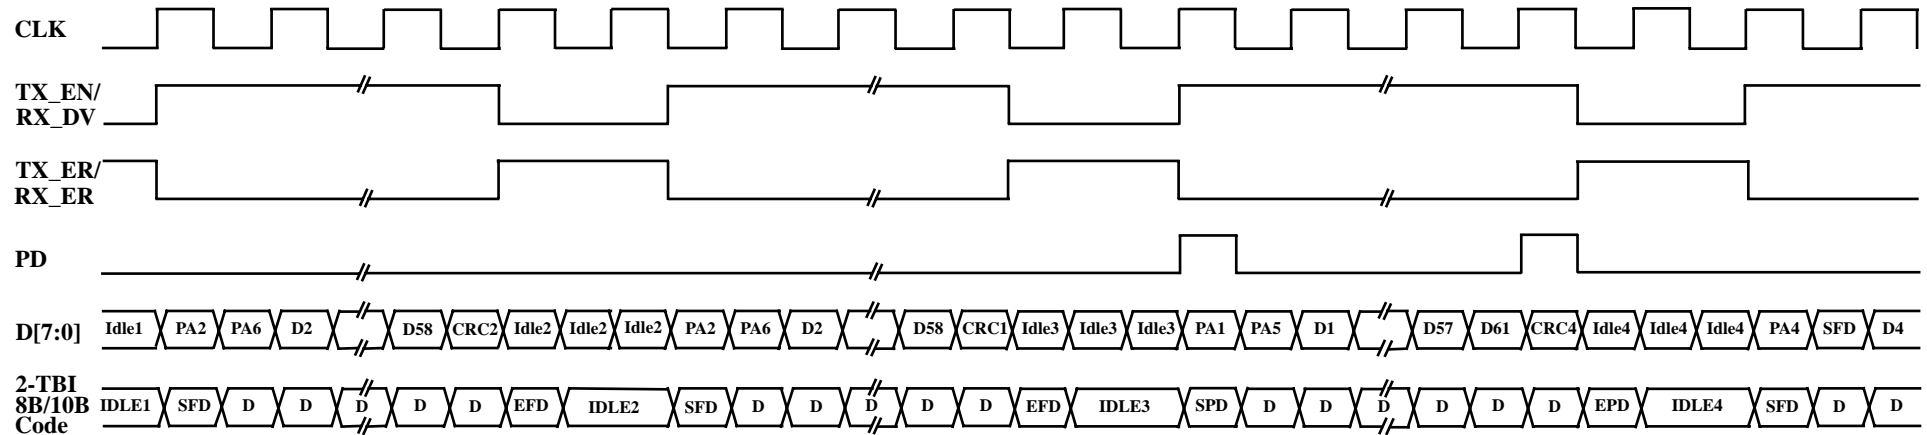 CLK
TX_EN/
RX_DV
TX_ER/
RX_ER
PD
D[7:0] Idle1 PA2 PA6 D2 D58 CRC2 Idle2 Idle2 Idle2 PA2 PA6 D2 D58 CRC1 Idle3 Idle3 Idle3 PA1 PA5 D1 D57 D61 CRC4 Idle4 Idle4 Idle4 PA4 SFD D4
2-TBI
8B/10B IDLE1 SFD D D D D D EFD IDLE2 SFD D D D D D EFD IDLE3 SPD D D D D D D EPD IDLE4 SFD D D
Code